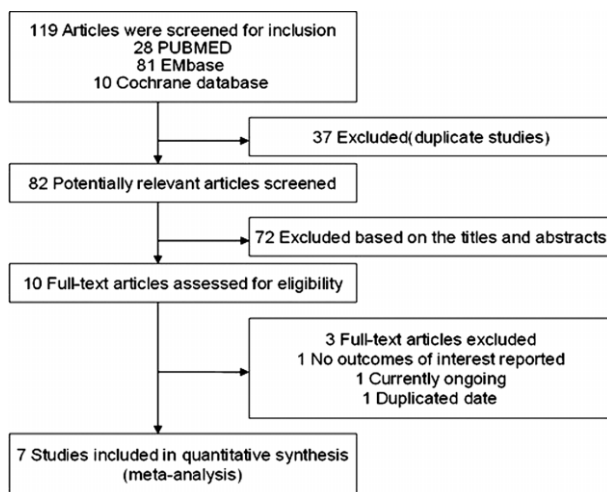 119 Articles were screened for inclusion
28 PUBMED
81 EMbase
10 Cochrane database
37 Excluded(duplicate studies)
82 Potentially relevant articles screened
72 Excluded based on the titles and abstracts
10 Full-text articles assessed for eligibility
3 Full-text articles excluded
1 No outcomes of interest reported
1 Currently ongoing
1 Duplicated date
7 Studies included in quantitative synthesis
(meta-analysis)